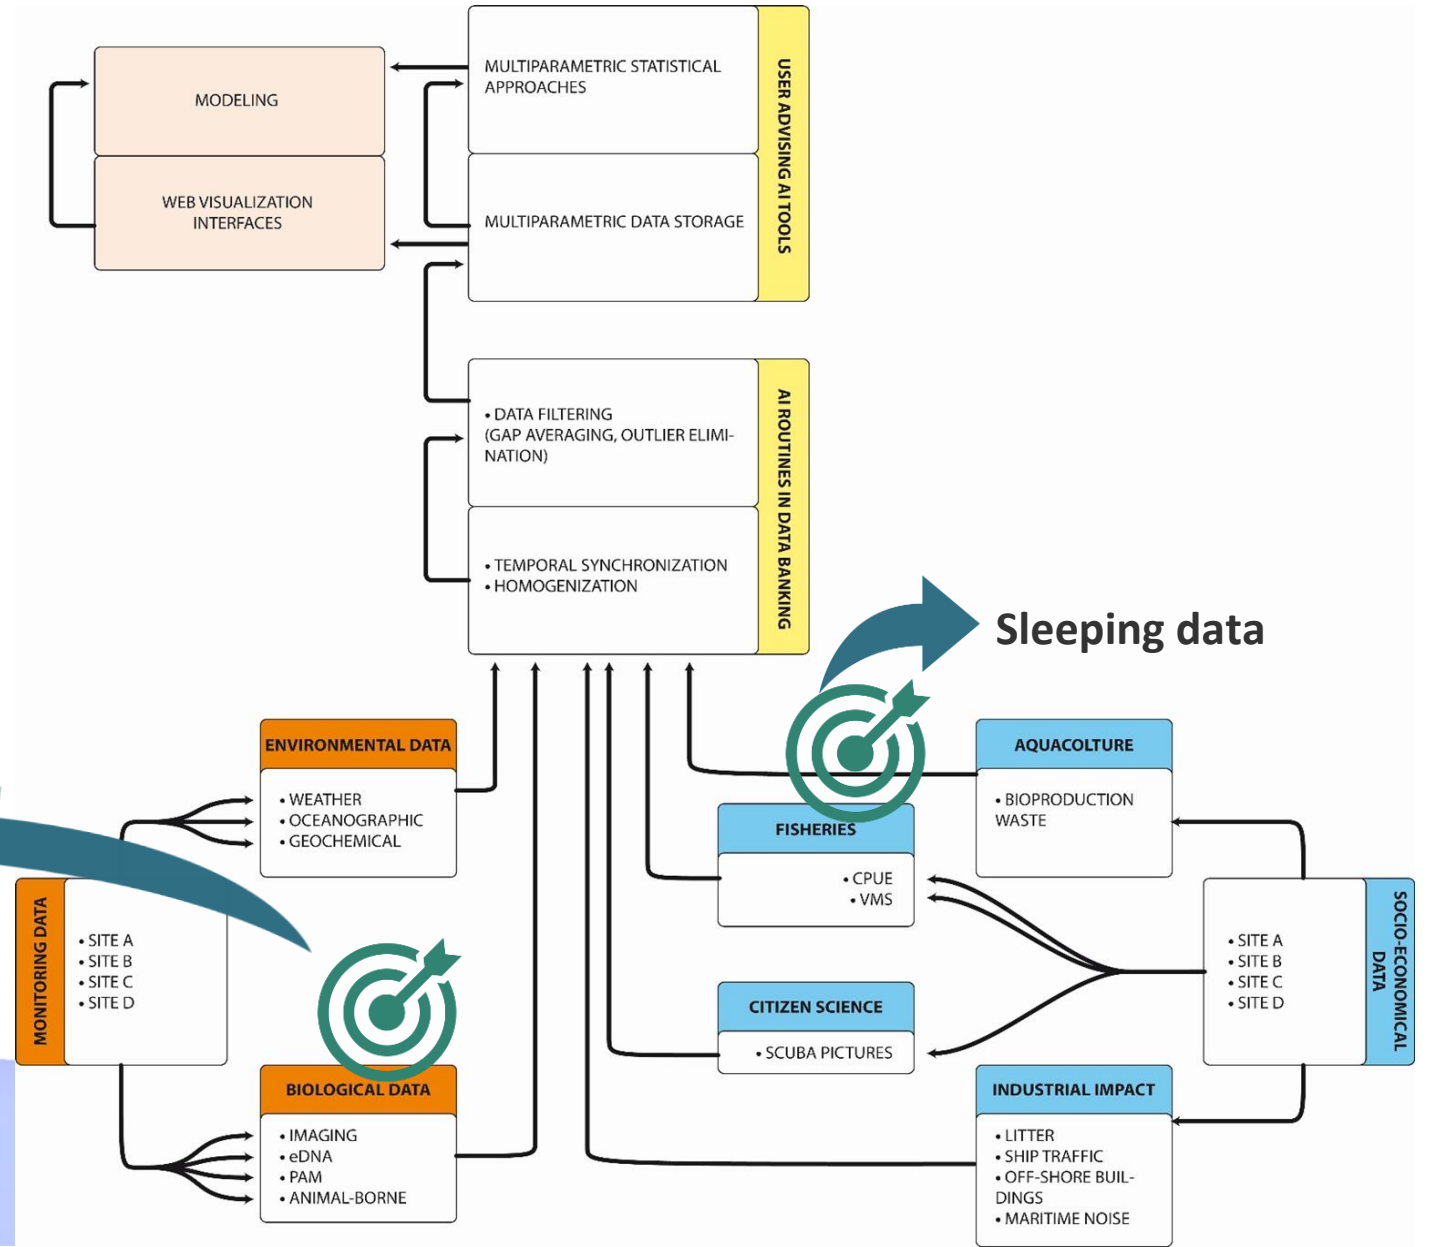 MODELING
WEB VISUALIZATION
INTERFACES
MULTIPARAMETRIC STATISTICAL
APPROACHES
MULTIPARAMETRIC DATA STORAGE
USER ADVISING AI TOOLS
• DATA FILTERING
(GAP AVERAGING, OUTLIER ELIMI-
NATION)
• TEMPORAL SYNCHRONIZATION
• HOMOGENIZATION
AI ROUTINES IN DATA BANKING
Sleeping data
ENVIRONMENTAL DATA
• WEATHER
• OCEANOGRAPHIC
• GEOCHEMICAL
MONITORING DATA
• SITE A
• SITE B
• SITE C
• SITE D
BIOLOGICAL DATA
• IMAGING
• eDNA
• PAM
• ANIMAL-BORNE
AQUACOLTURE
• BIOPRODUCTION
WASTE
FISHERIES
• CPUE
• VMS
CITIZEN SCIENCE
• SCUBA PICTURES
INDUSTRIAL IMPACT
• LITTER
• SHIP TRAFFIC
• OFF-SHORE BUIL-
DINGS
• MARITIME NOISE
• SITE A
• SITE B
• SITE C
• SITE D
SOCIO-ECONOMICAL
DATA